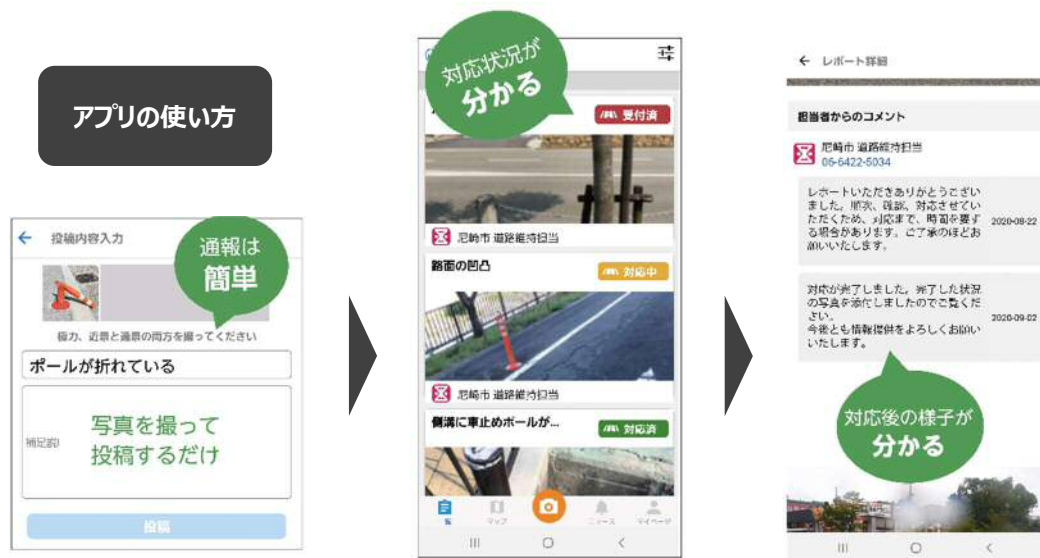 アプリの使い方
投稿内容入力
通報は
簡単
極力、近景と遠景の両方を撮ってください
ポールが折れている
写真を撮って
投稿するだけ
投稿
対応状況が
分かる
受付済
尼崎市 道路維持担当
路面の凹凸
対応中
尼崎市 道路維持担当
側溝に車止めポールが...
対応済
マップ
ニュース
マイページ
レポート詳細
担当者からのコメント
尼崎市 道路維持担当
06-6422-5034
レポートいただきありがとうござい
ました。順次、確認、対応させてい
ただくため、対応まで、時間を要す
る場合があります。ご了承のほどお
願いいたします。
2020-08-22
対応が完了しました。完了した状況
の写真を添付しましたのでご覧くだ
さい。
今後とも情報提供をよろしくお願い
いたします。
2020-09-02
対応後の様子が
分かる